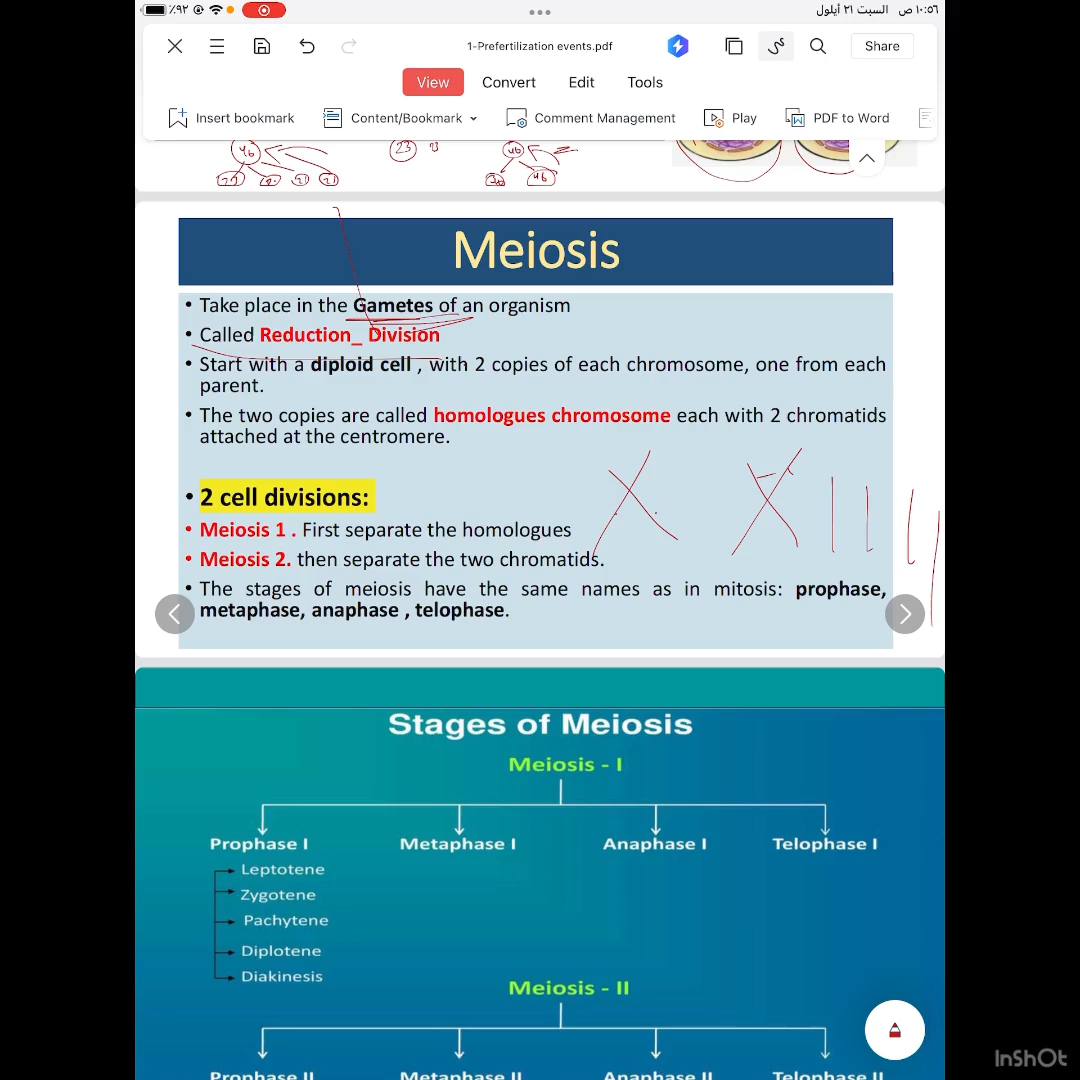 ٪٩٢
١٠:٥٦ ص السبت ٢١ أيلول
1-Prefertilization events.pdf
Share
View Convert Edit Tools
Insert bookmark Content/Bookmark Comment Management Play PDF to Word
46 23 23 46
46
Meiosis
• Take place in the Gametes of an organism
• Called Reduction_ Division
• Start with a diploid cell , with 2 copies of each chromosome, one from each
parent.
• The two copies are called homologues chromosome each with 2 chromatids
attached at the centromere.
• 2 cell divisions:
• Meiosis 1 . First separate the homologues
• Meiosis 2. then separate the two chromatids.
• The stages of meiosis have the same names as in mitosis: prophase,
metaphase, anaphase , telophase.
Stages of Meiosis
Meiosis - I
Prophase I Metaphase I Anaphase I Telophase I
Leptotene
Zygotene
Pachytene
Diplotene
Diakinesis
Meiosis - II
Prophase II Metaphase II Anaphase II Telophase II
InShOt